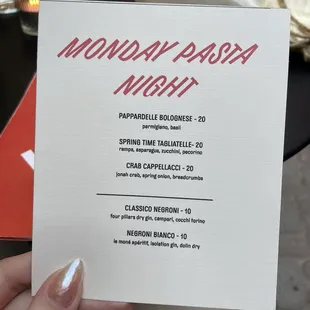 MONDAY PASTA
NIGHT
PAPPARDELLE BOLOGNESE - 20
parmigiano, basil
SPRING TIME TAGLIATELLE- 20
ramps, asparagus, zucchini, pecorino
CRAB CAPPELLACCI - 20
jonah crab, spring onion, breadcrumbs
CLASSICO NEGRONI - 10
four pillars dry gin, campari, cocchi torino
NEGRONI BIANCO - 10
le moné apéritif, isolation gin, dolin dry